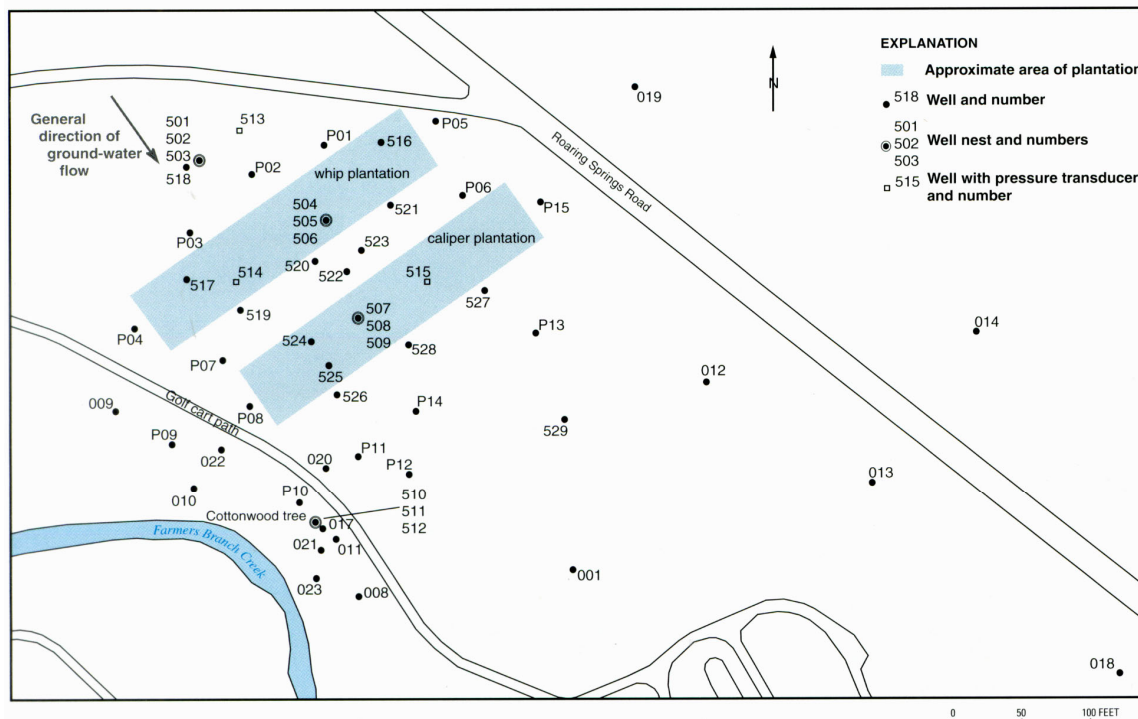 EXPLANATION
Approximate area of plantation
518 Well and number
501
502
503
Well nest and numbers
515 Well with pressure transducer
and number
N
019
Roaring Springs Road
General
direction of
ground-water
flow
501
502
503
518
513
P01
516
P05
P02
whip plantation
P06
P15
504
505
506
521
P03
caliper plantation
523
520
522
517
514
515
527
519
507
508
509
P04
524
528
P13
014
P07
525
012
526
P08
P14
Golf cart path
009
529
P09
022
P11
020
P12
013
010
P10
510
511
512
Cottonwood tree
017
Farmers Branch Creek
021
011
001
023
008
018
0 50 100 FEET